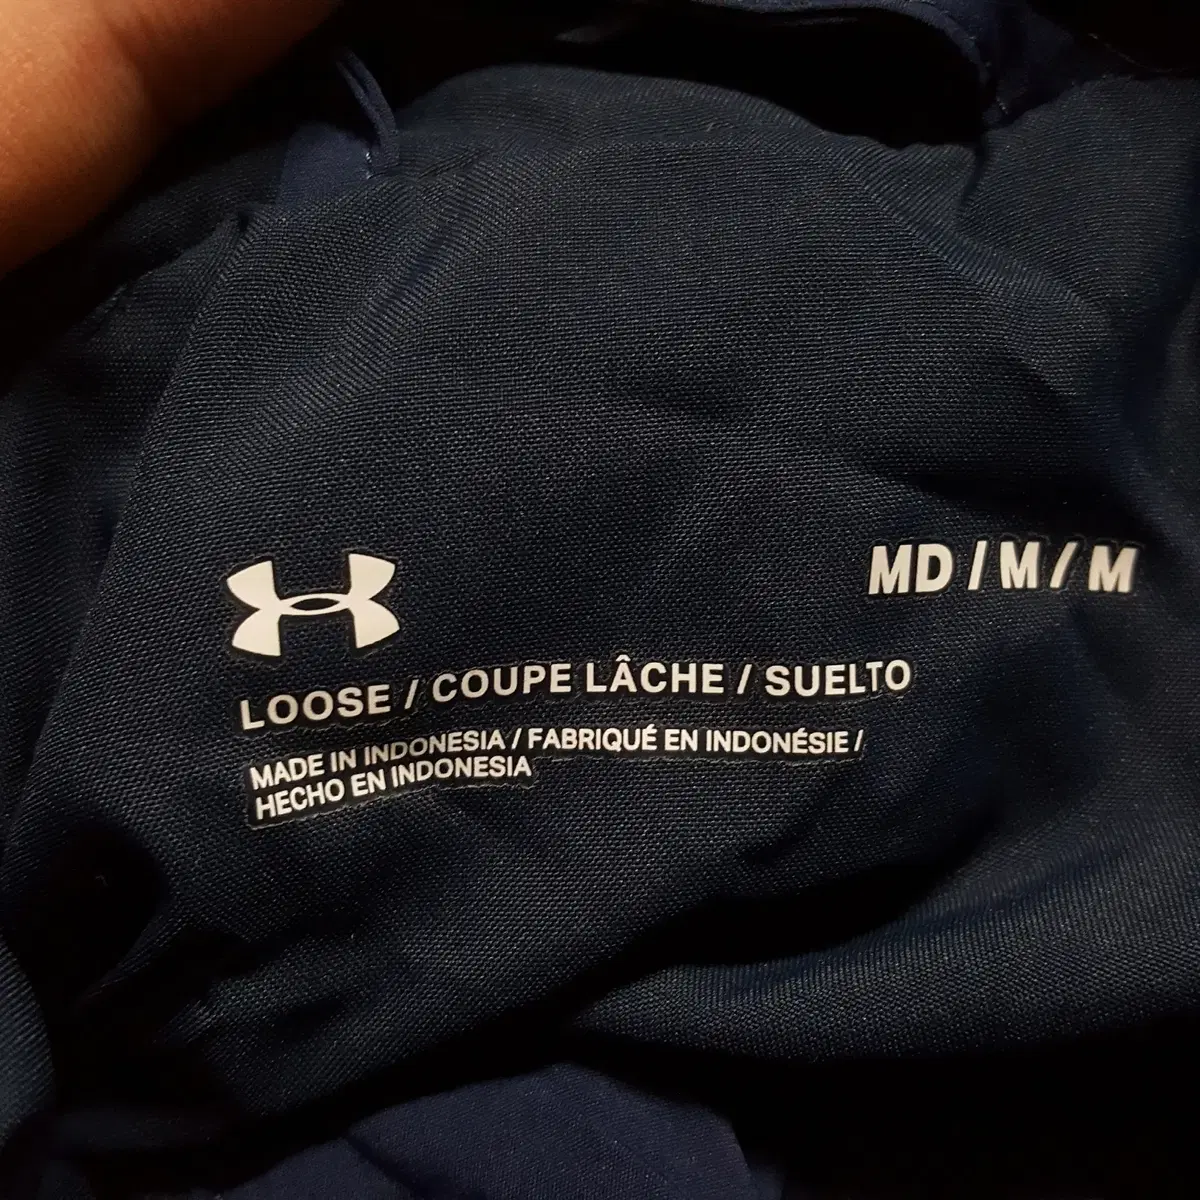 MD / M / M
LOOSE / COUPE LÂCHE / SUELTO
MADE IN INDONESIA / FABRIQUÉ EN INDONÉSIE /
HECHO EN INDONESIA